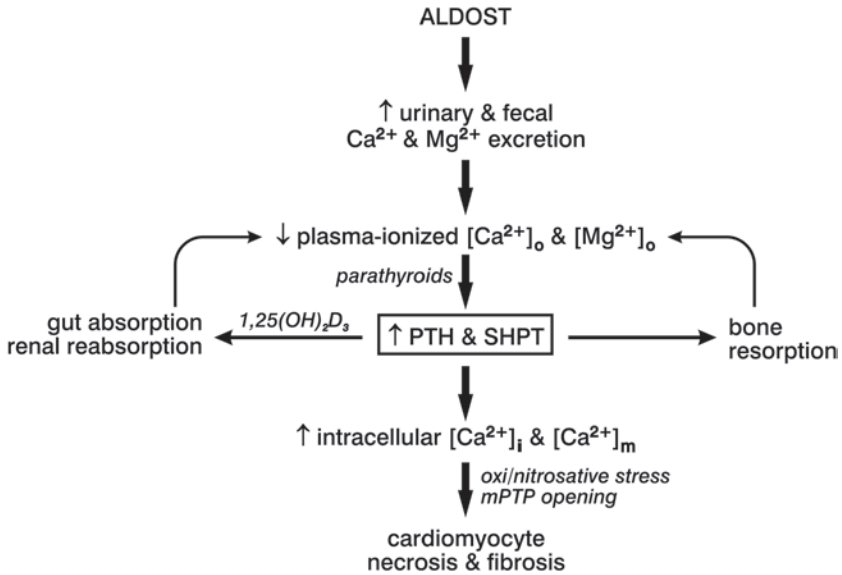 ALDOST
↑ urinary & fecal
Ca²⁺ & Mg²⁺ excretion
↓ plasma-ionized [Ca²⁺]ₒ & [Mg²⁺]ₒ
parathyroids
gut absorption
renal reabsorption
1,25(OH)₂D₃
↑ PTH & SHPT
bone
resorption
↑ intracellular [Ca²⁺]ᵢ & [Ca²⁺]ₘ
oxi/nitrosative stress
mPTP opening
cardiomyocyte
necrosis & fibrosis